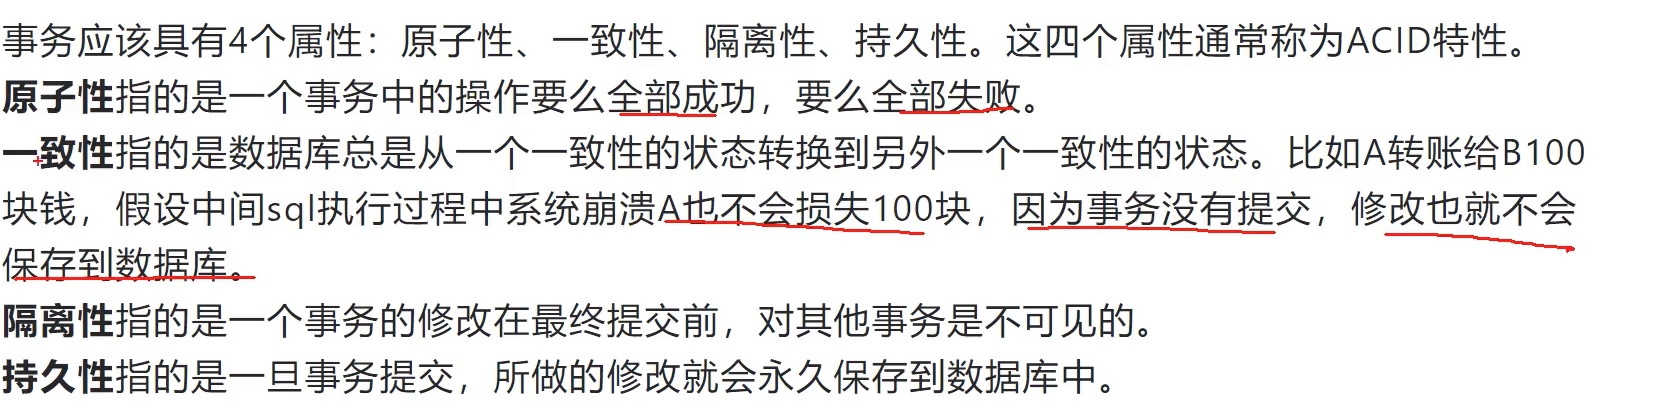 事务应该具有4个属性：原子性、一致性、隔离性、持久性。这四个属性通常称为ACID特性。
原子性指的是一个事务中的操作要么全部成功，要么全部失败。
一致性指的是数据库总是从一个一致性的状态转换到另外一个一致性的状态。比如A转账给B100
块钱，假设中间sql执行过程中系统崩溃A也不会损失100块，因为事务没有提交，修改也就不会
保存到数据库。
隔离性指的是一个事务的修改在最终提交前，对其他事务是不可见的。
持久性指的是一旦事务提交，所做的修改就会永久保存到数据库中。